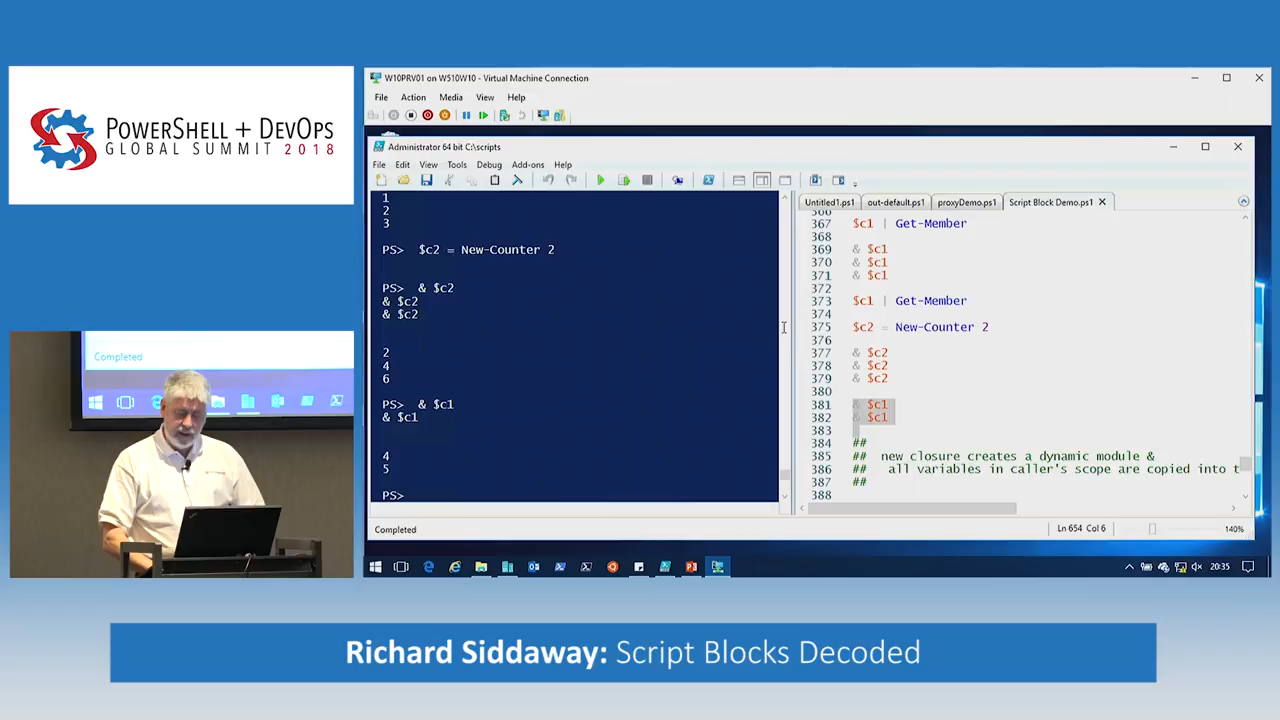 POWERSHELL + DEVOPS
GLOBAL SUMMIT 2018
W10PRV01 on W510W10 - Virtual Machine Connection
File Action Media View Help
Administrator 64 bit C:\scripts
File Edit View Tools Debug Add-ons Help
Untitled1.ps1 out-default.ps1 proxyDemo.ps1 Script Block Demo.ps1
1
2
3
PS> $c2 = New-Counter 2
PS> & $c2
& $c2
& $c2
2
4
6
PS> & $c1
& $c1
4
5
PS>
366
367 $c1 | Get-Member
368
369 & $c1
370 & $c1
371 & $c1
372
373 $c1 | Get-Member
374
375 $c2 = New-Counter 2
376
377 & $c2
378 & $c2
379 & $c2
380
381 & $c1
382 & $c1
383
384 ##
385 ## new closure creates a dynamic module &
386 ## all variables in caller's scope are copied into t
387 ##
388
Completed
Ln 654 Col 6
140%
20:35
Completed
Richard Siddaway: Script Blocks Decoded